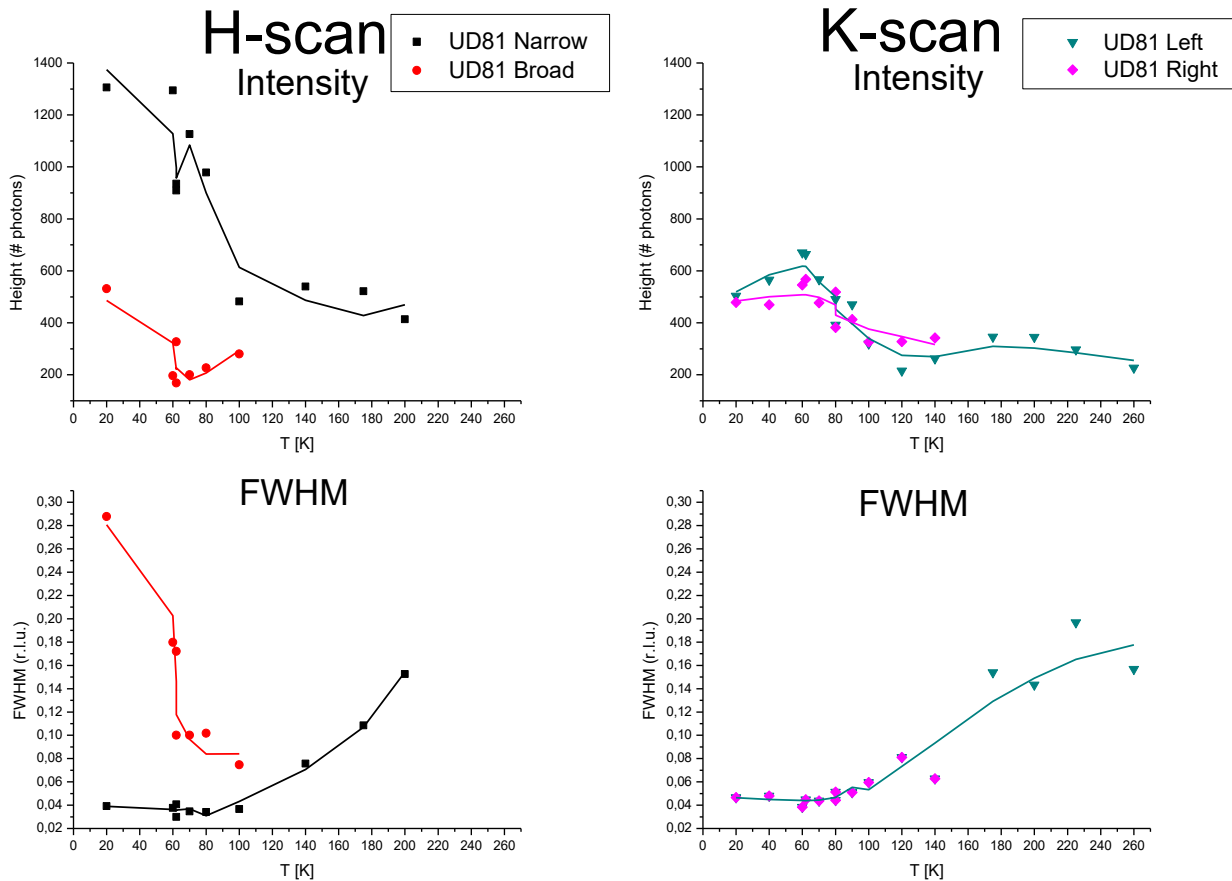 H-scan
Intensity
UD81 Narrow
UD81 Broad
Height (# photons)
1400
1200
1000
800
600
400
200
0 20 40 60 80 100 120 140 160 180 200 220 240 260
T [K]
K-scan
Intensity
UD81 Left
UD81 Right
Height (# photons)
1400
1200
1000
800
600
400
200
0 20 40 60 80 100 120 140 160 180 200 220 240 260
T [K]
FWHM
FWHM (r.l.u.)
0,30
0,28
0,26
0,24
0,22
0,20
0,18
0,16
0,14
0,12
0,10
0,08
0,06
0,04
0,02
0 20 40 60 80 100 120 140 160 180 200 220 240 260
T [K]
FWHM
FWHM (r.l.u.)
0,30
0,28
0,26
0,24
0,22
0,20
0,18
0,16
0,14
0,12
0,10
0,08
0,06
0,04
0,02
0 20 40 60 80 100 120 140 160 180 200 220 240 260
T [K]